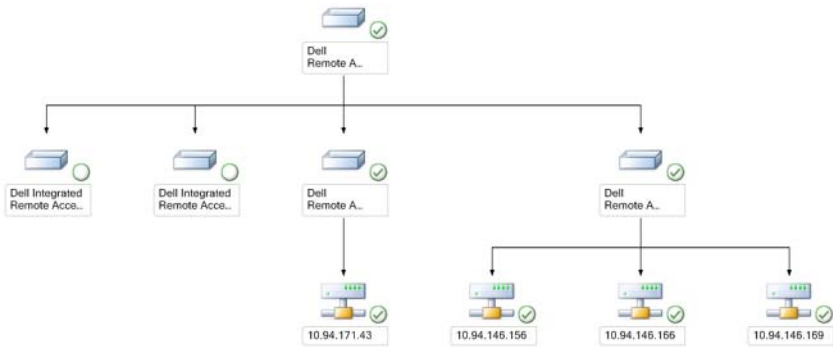 Dell
Remote A...
Dell Integrated
Remote Acce...
Dell Integrated
Remote Acce...
Dell
Remote A...
Dell
Remote A...
10.94.171.43
10.94.146.156
10.94.146.166
10.94.146.169